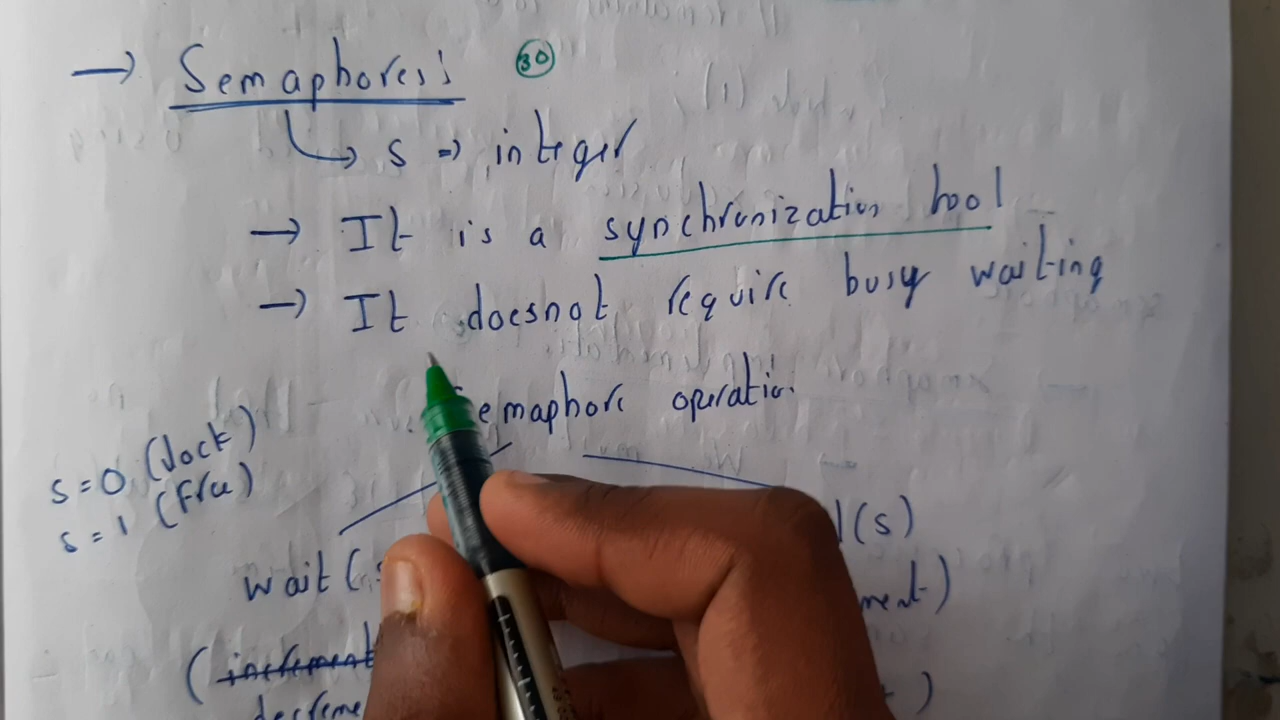 → Semaphores: 30
↳ s => integer
→ It is a synchronization tool
→ It doesnot require busy waiting
emaphore operation
s = 0 (lock)
s = 1 (Free)
wait( l(s)
ment)
(increment
decreme )